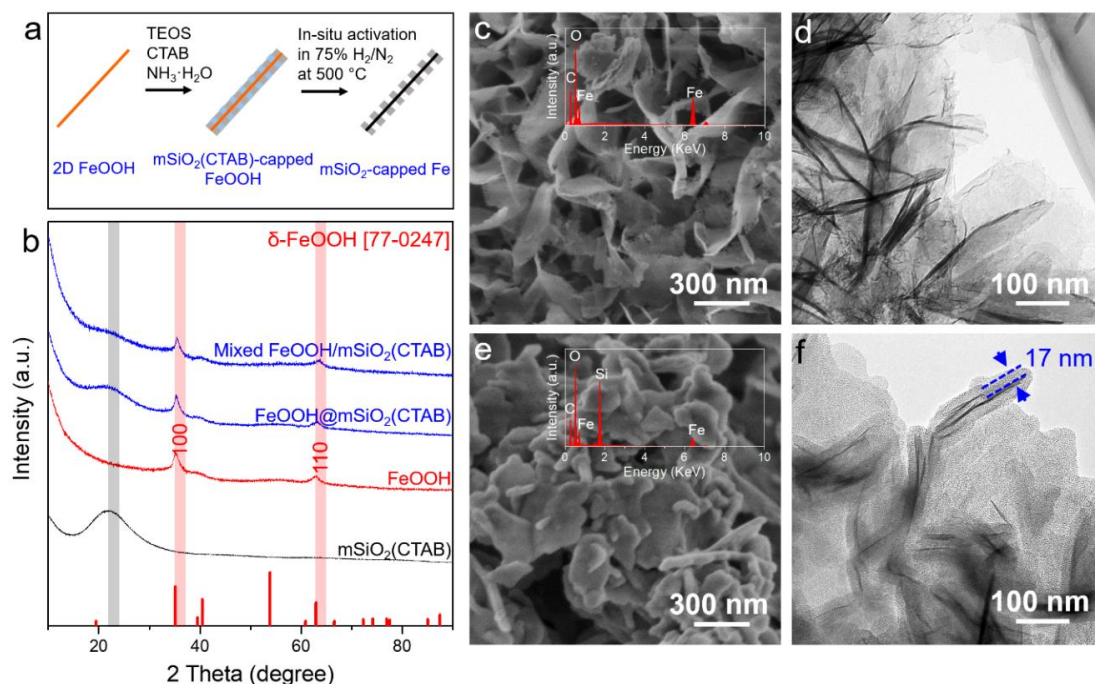 a
TEOS
CTAB
NH₃·H₂O
In-situ activation
in 75% H₂/N₂
at 500 °C
2D FeOOH
mSiO₂(CTAB)-capped
FeOOH
mSiO₂-capped Fe
b
δ-FeOOH [77-0247]
Mixed FeOOH/mSiO₂(CTAB)
FeOOH@mSiO₂(CTAB)
100
110
FeOOH
mSiO₂(CTAB)
Intensity (a.u.)
20 40 60 80
2 Theta (degree)
c
Intensity (a.u.)
O
C
Fe
Fe
0 2 4 6 8 10
Energy (KeV)
300 nm
d
100 nm
e
Intensity (a.u.)
O
Si
C
Fe
Fe
0 2 4 6 8 10
Energy (KeV)
300 nm
f
17 nm
100 nm